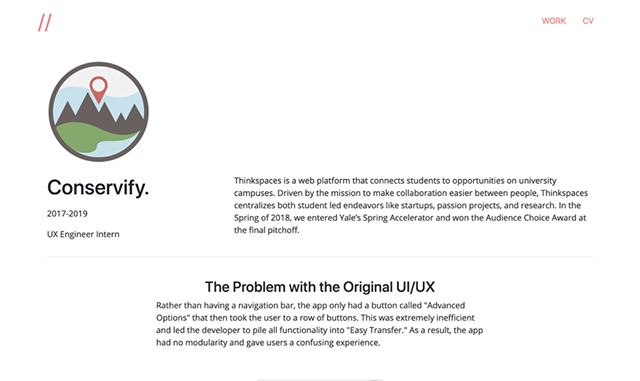 //
WORK CV
Conservify.
2017-2019
UX Engineer Intern
Thinkspaces is a web platform that connects students to opportunities on university
campuses. Driven by the mission to make collaboration easier between people, Thinkspaces
centralizes both student led endeavors like startups, passion projects, and research. In the
Spring of 2018, we entered Yale’s Spring Accelerator and won the Audience Choice Award at
the final pitchoff.
The Problem with the Original UI/UX
Rather than having a navigation bar, the app only had a button called "Advanced
Options" that then took the user to a row of buttons. This was extremely inefficient
and led the developer to pile all functionality into "Easy Transfer." As a result, the app
had no modularity and gave users a confusing experience.